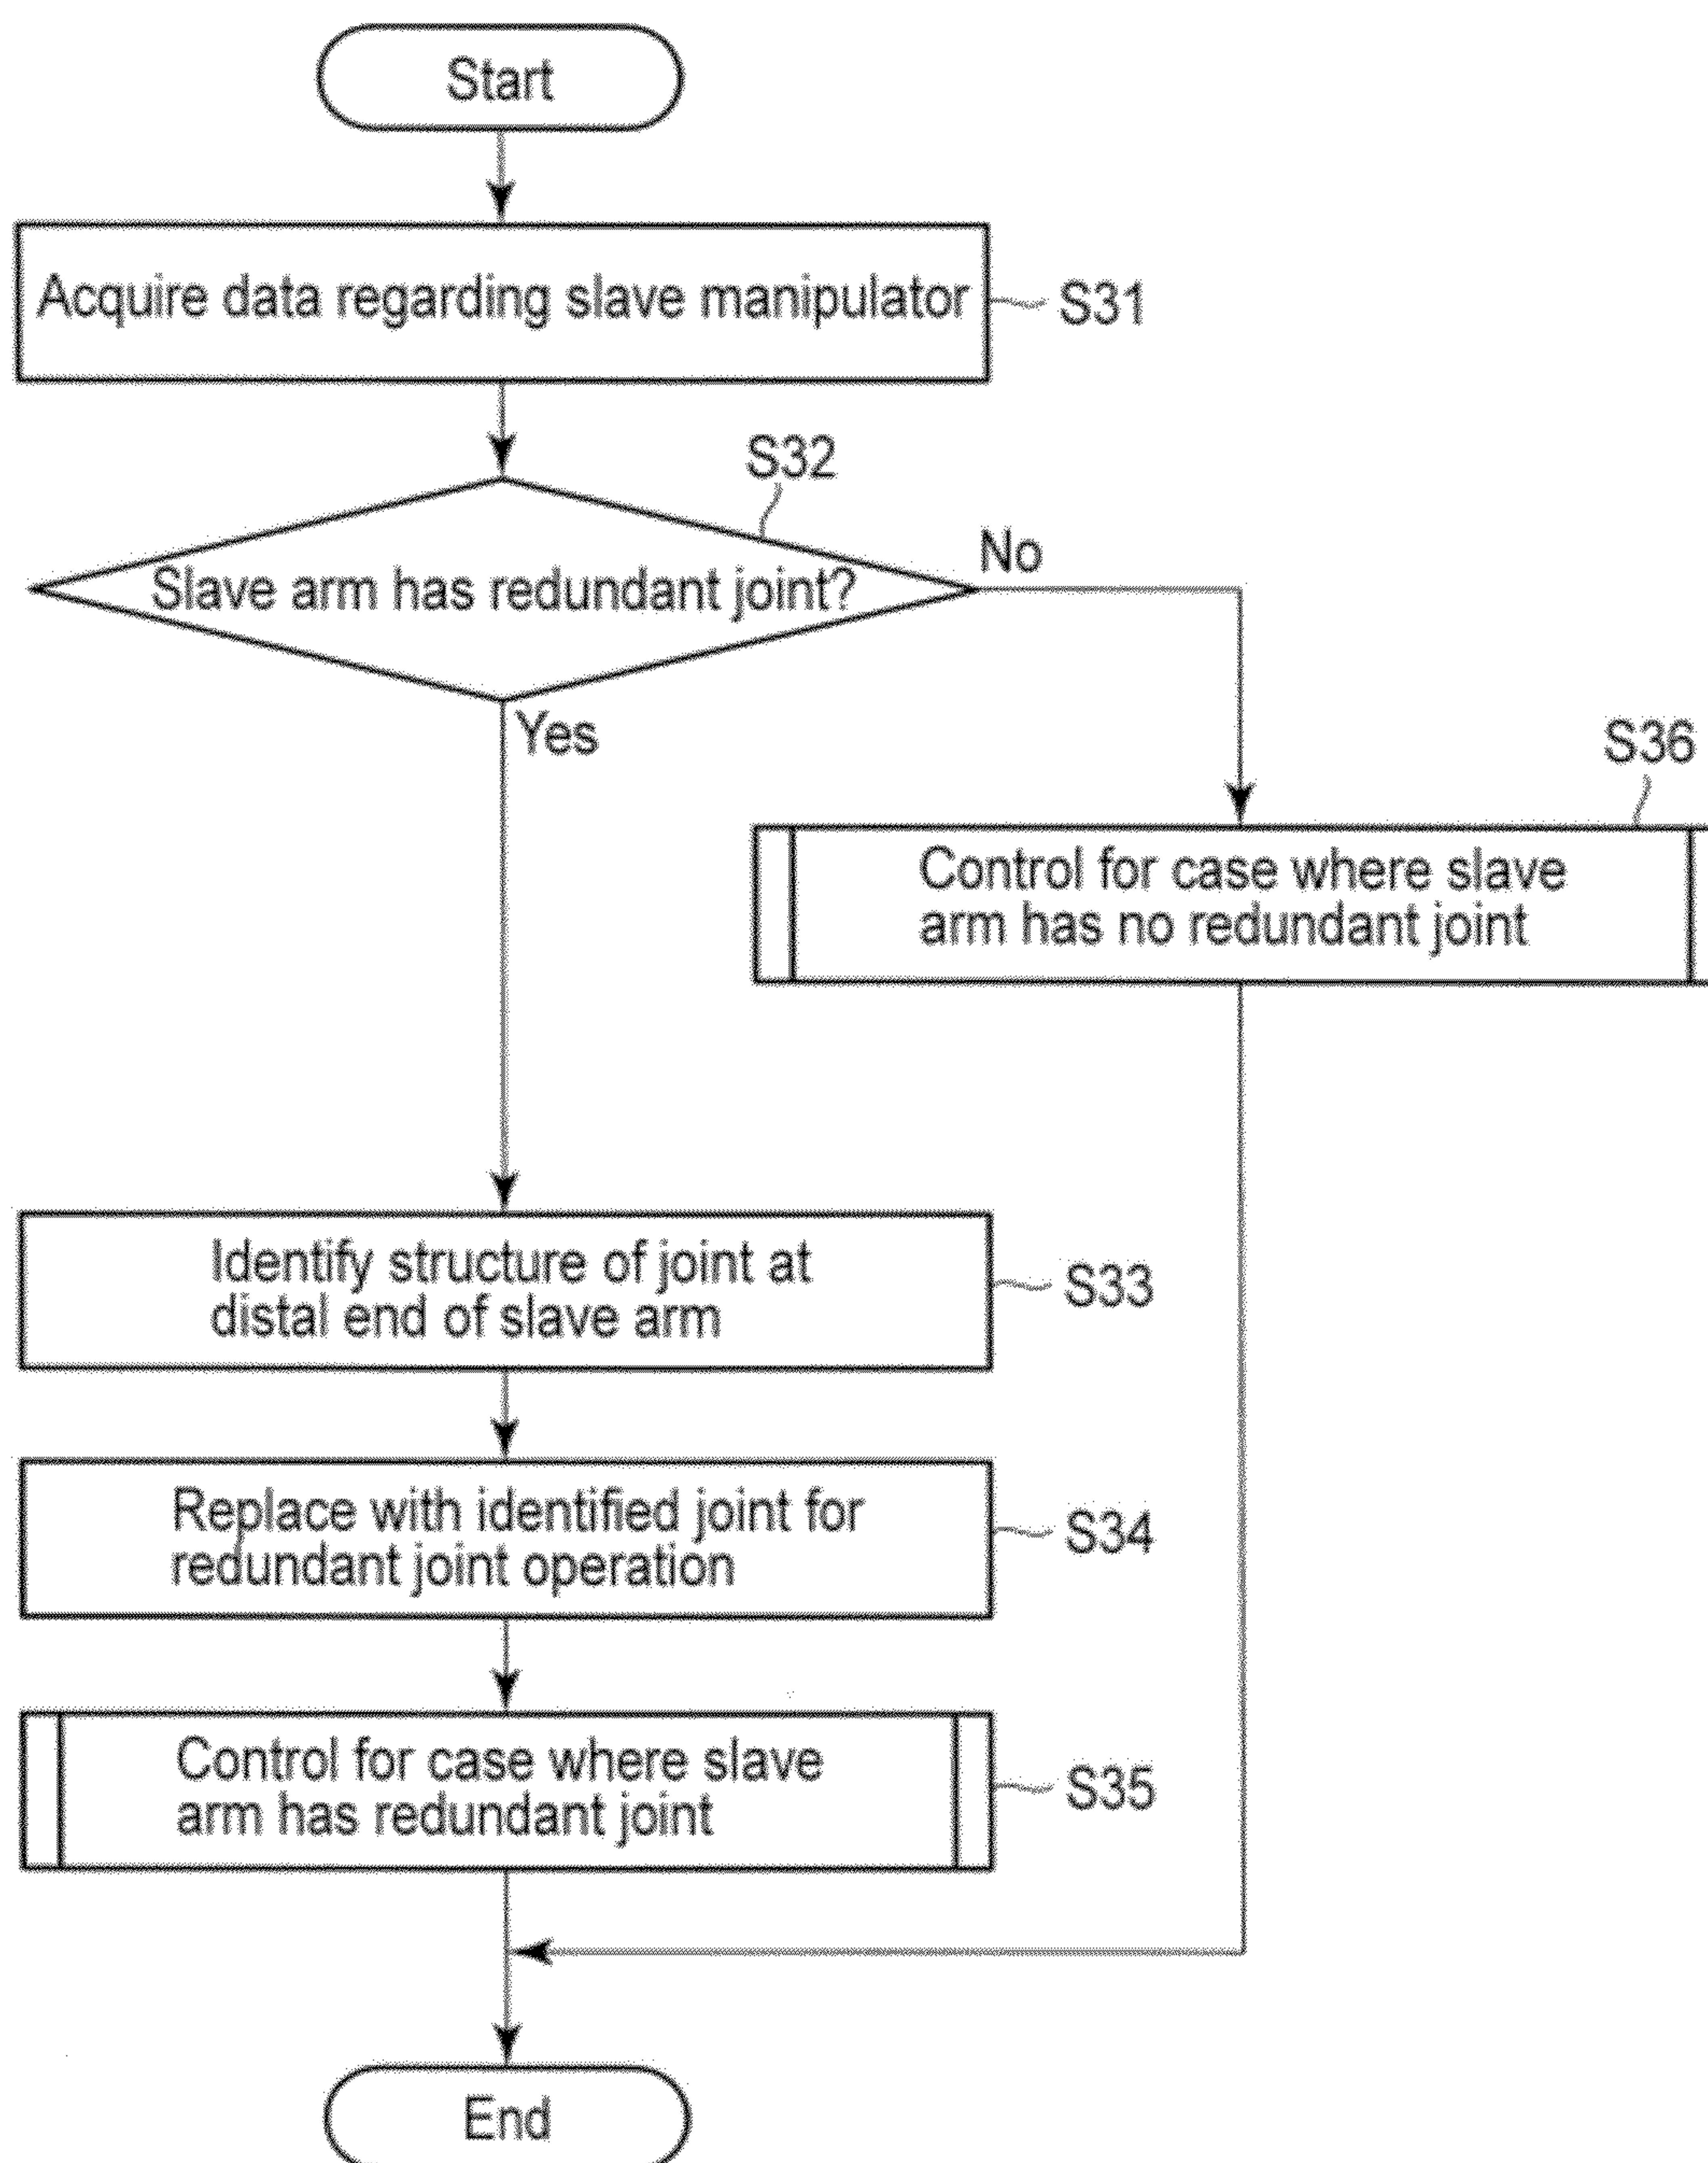 Start
Acquire data regarding slave manipulator
S31
S32
Slave arm has redundant joint?
No
Yes
S36
Control for case where slave
arm has no redundant joint
Identify structure of joint at
distal end of slave arm
S33
Replace with identified joint for
redundant joint operation
S34
Control for case where slave
arm has redundant joint
S35
End